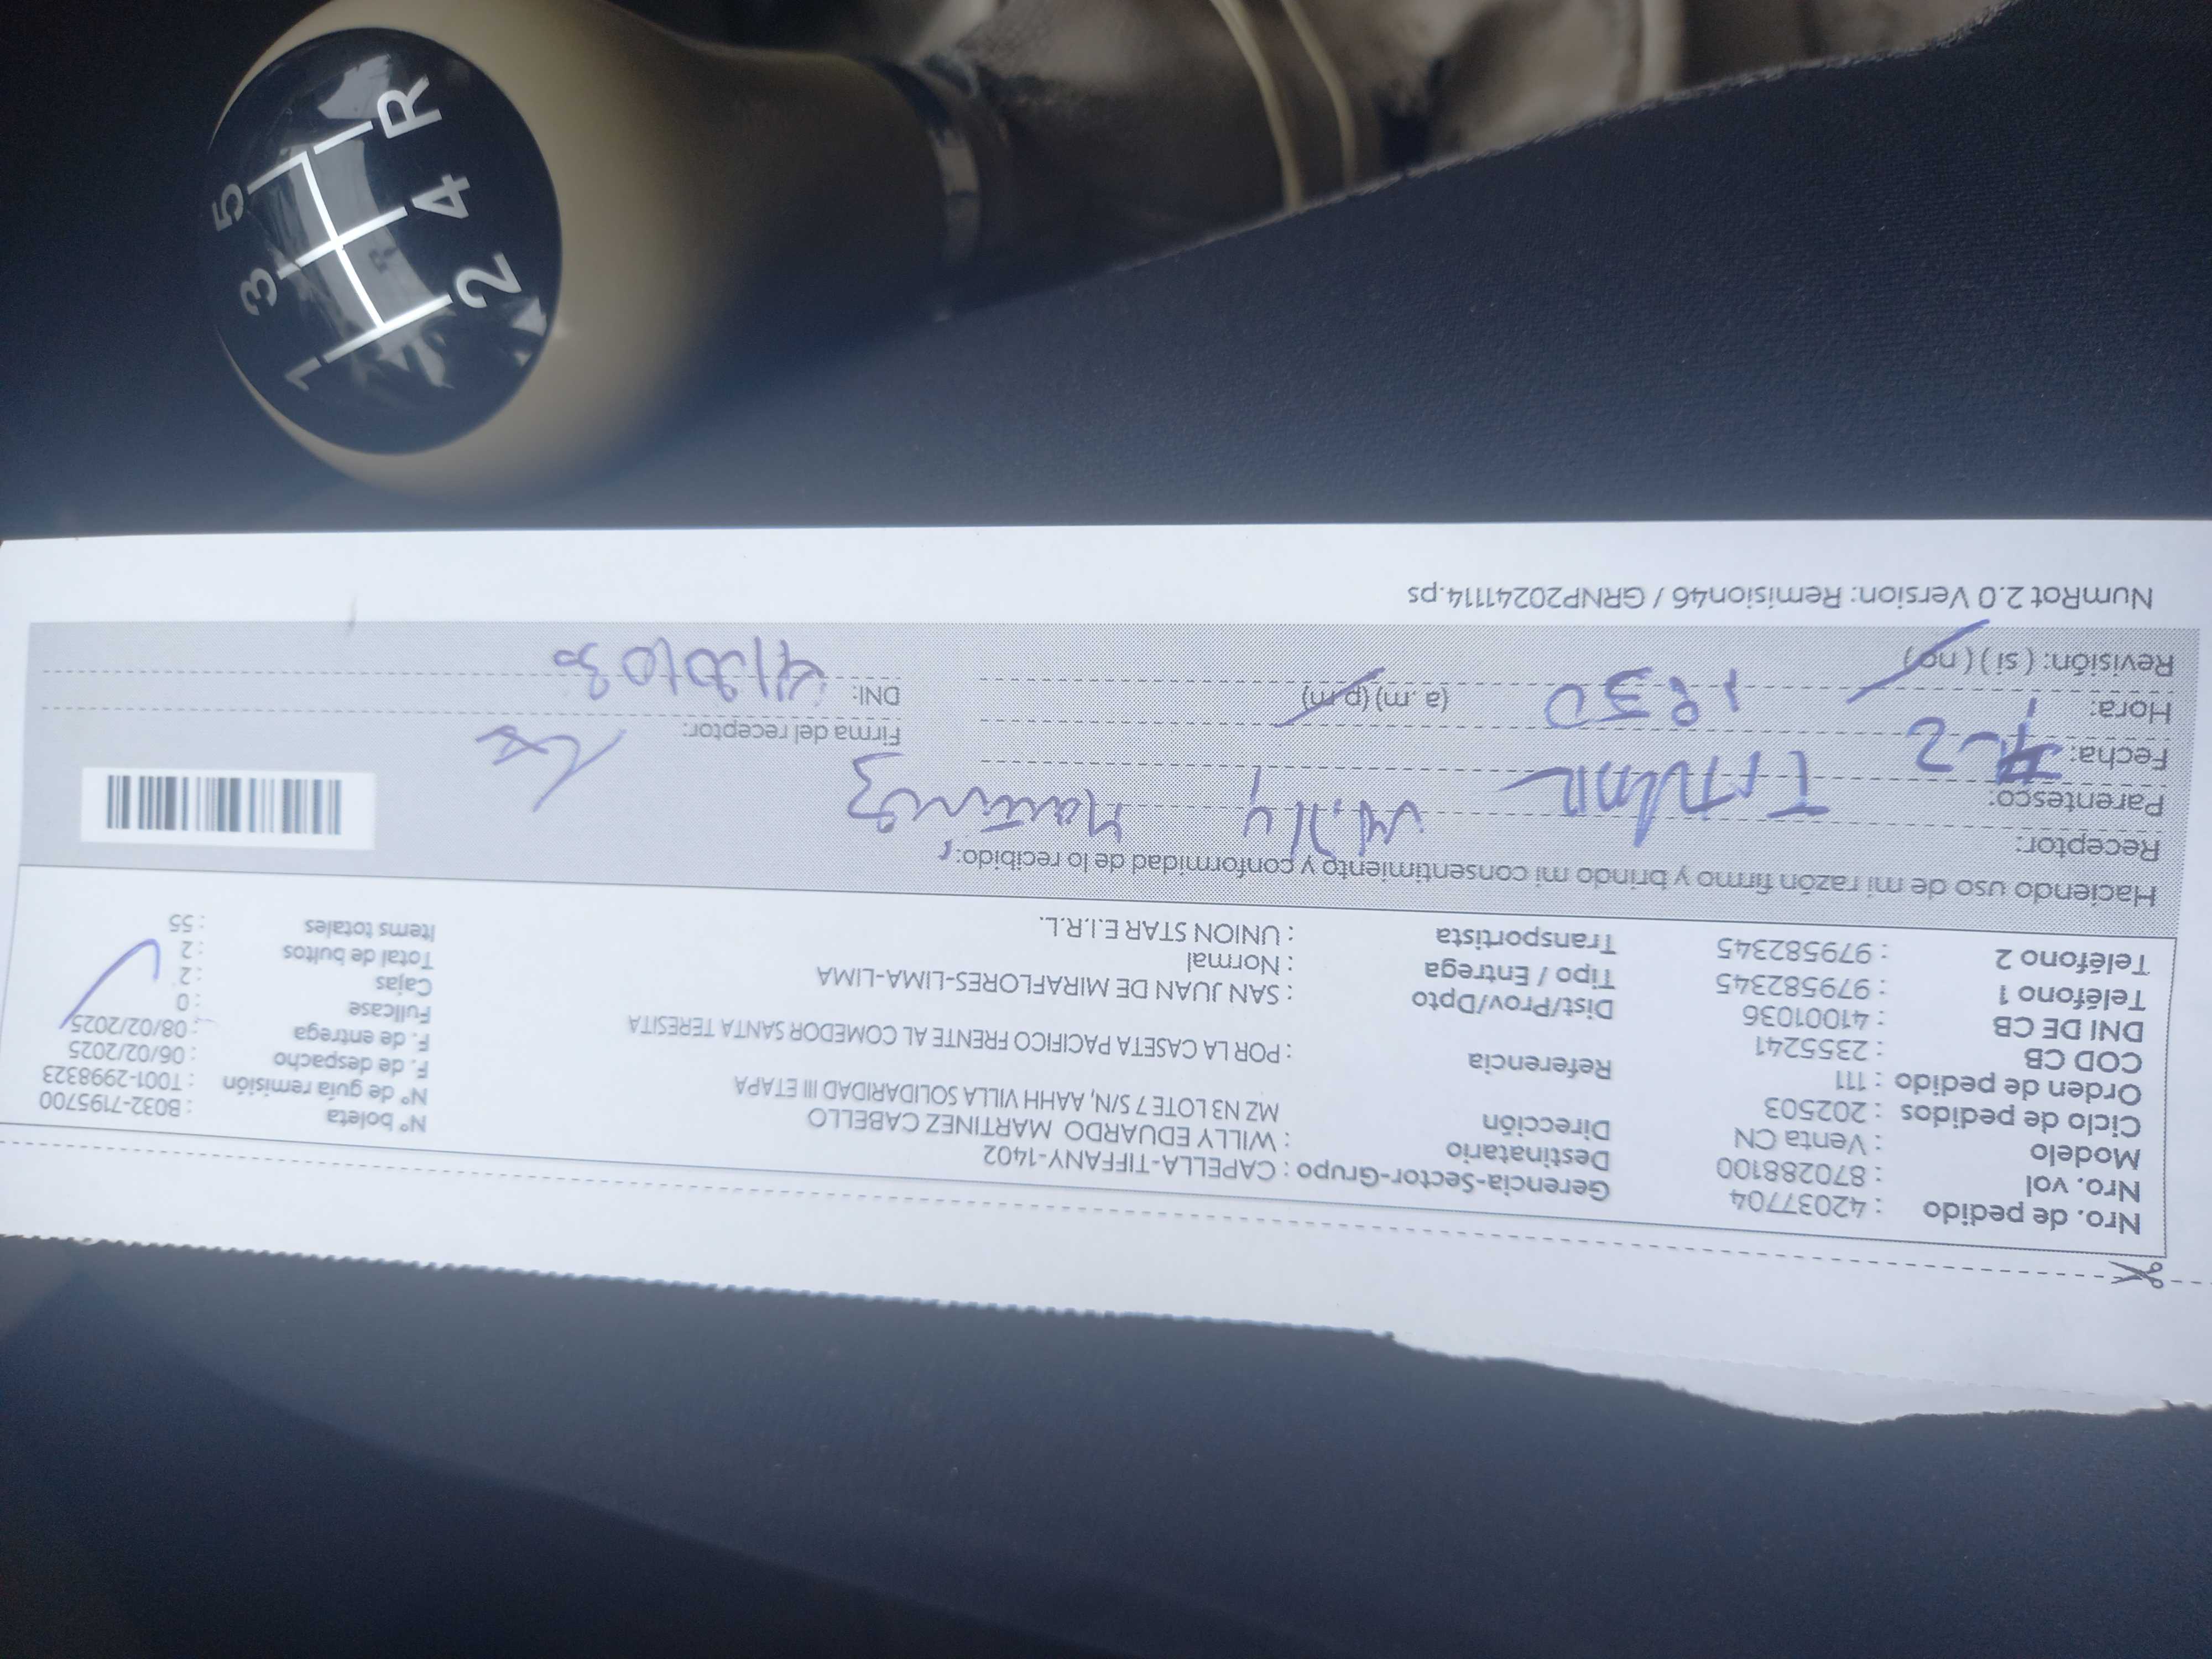 Nro. de pedido : 42037704 Gerencia-Sector-Grupo : CAPELLA-TIFFANY-1402 N° boleta : B032-7195700
Nro. vol : 870288100 Destinatario : WILLY EDUARDO MARTINEZ CABELLO N° de guía remisión : T001-2998323
Modelo : Venta CN Dirección MZ N3 LOTE 7 S/N, AAHH VILLA SOLIDARIDAD III ETAPA F. de despacho : 06/02/2025
Ciclo de pedidos : 202503 F. de entrega : 08/02/2025
Orden de pedido : 111 Referencia : POR LA CASETA PACIFICO FRENTE AL COMEDOR SANTA TERESITA Fullcase : 0
COD CB : 2355241 Cajas : 2
DNI DE CB : 41001036 Dist/Prov/Dpto : SAN JUAN DE MIRAFLORES-LIMA-LIMA Total de bultos : 2
Teléfono 1 : 979582345 Tipo / Entrega : Normal Items totales : 55
Teléfono 2 : 979582345 Transportista : UNION STAR E.I.R.L.
Haciendo uso de mi razón firmo y brindo mi consentimiento y conformidad de lo recibido:
Receptor: Willy Martinez
Parentesco: Titular
Fecha: Firma del receptor:
Hora: (a. m) (p. m) DNI:
Revisión: ( si ) ( no )
NumRot 2.0 Version: Remision46 / GRNP20241114.ps
1 3 5
2 4 R